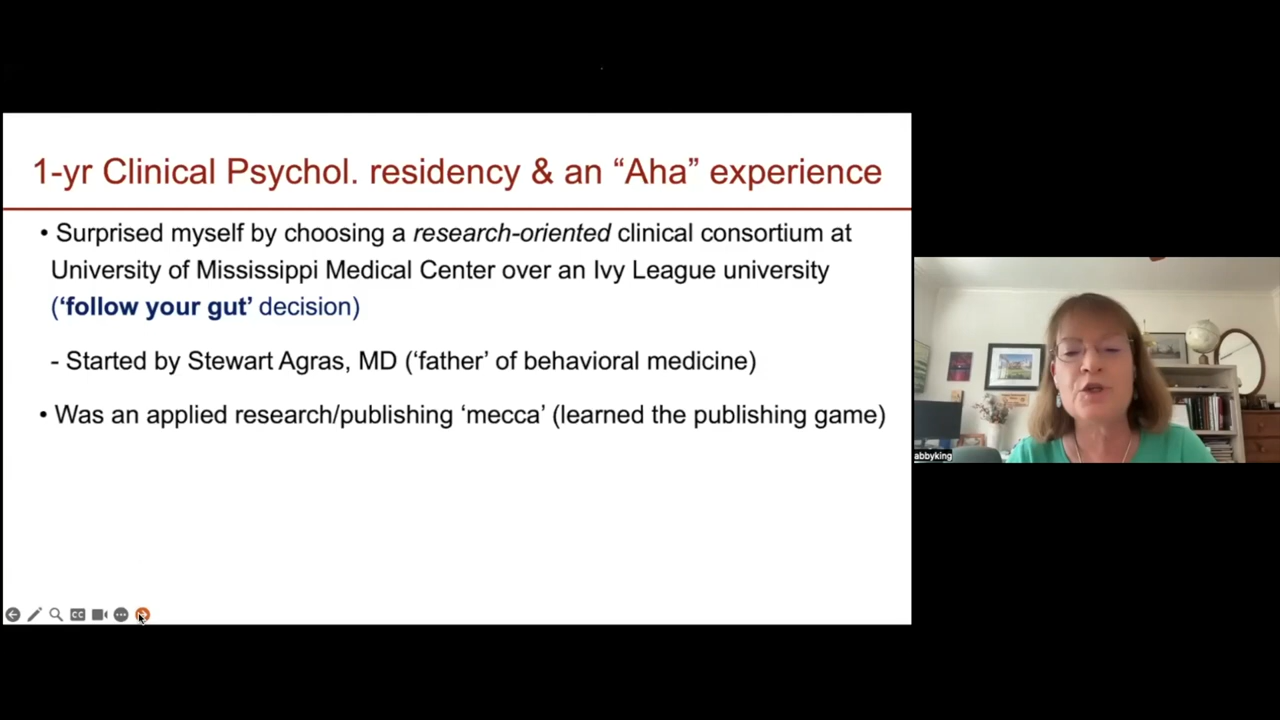 1-yr Clinical Psychol. residency & an “Aha” experience
• Surprised myself by choosing a research-oriented clinical consortium at
University of Mississippi Medical Center over an Ivy League university
(‘follow your gut’ decision)
- Started by Stewart Agras, MD (‘father’ of behavioral medicine)
• Was an applied research/publishing ‘mecca’ (learned the publishing game)
CC
abbyking